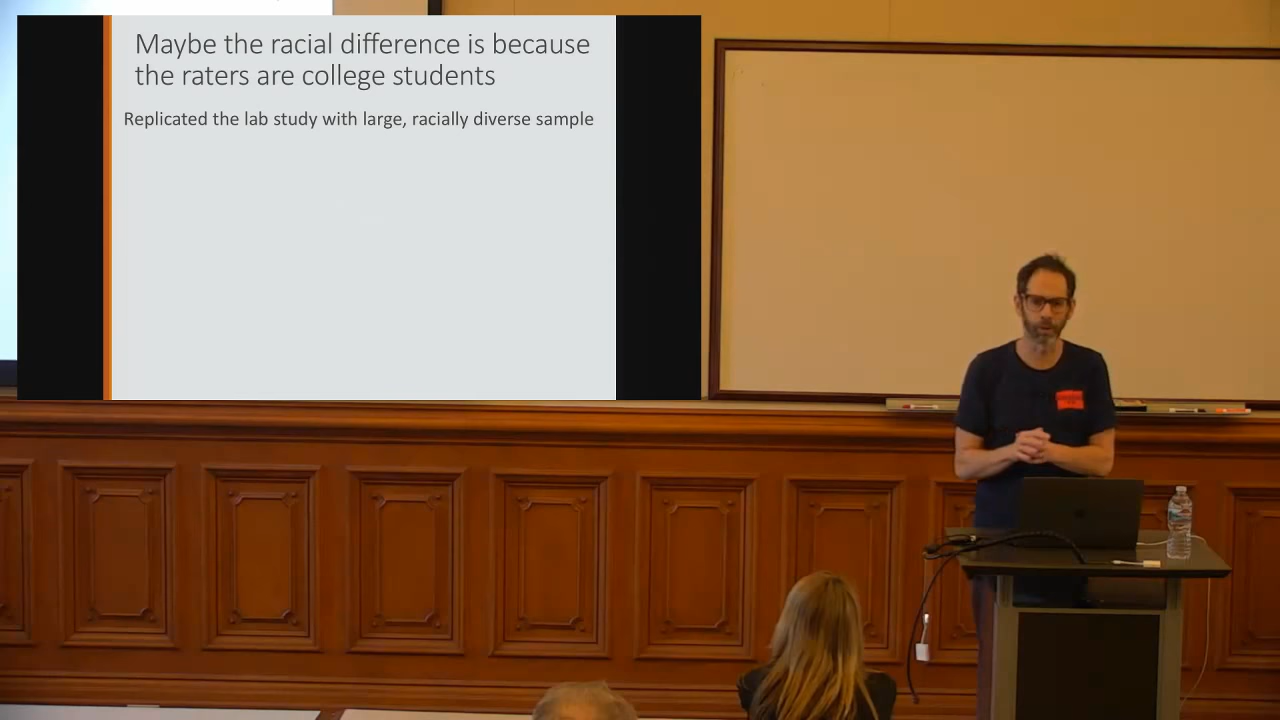 Maybe the racial difference is because
the raters are college students
Replicated the lab study with large, racially diverse sample